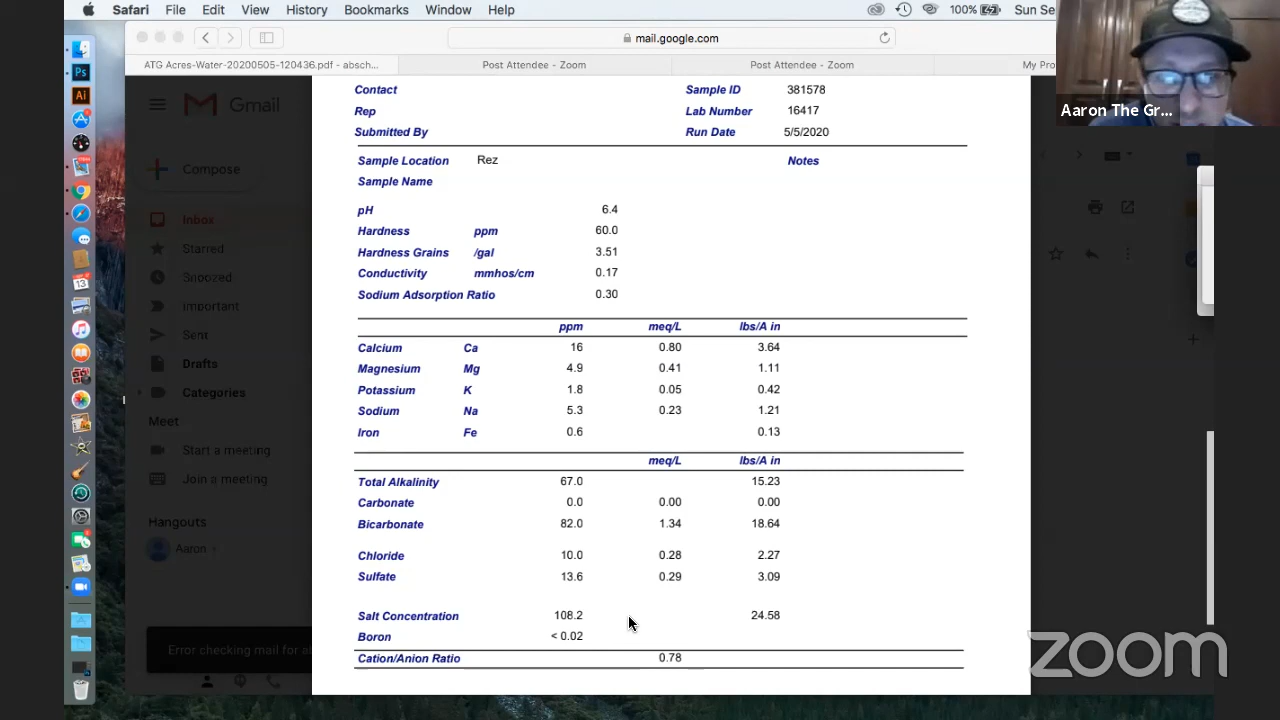 Safari File Edit View History Bookmarks Window Help 100% Sun Se
mail.google.com
ATG Acres-Water-20200505-120436.pdf - absch... Post Attendee - Zoom Post Attendee - Zoom My Pro
Aaron The Gr...
Gmail
Compose
Inbox
Starred
Snoozed
Important
Sent
Drafts
Categories
Meet
Start a meeting
Join a meeting
Hangouts
Aaron
Error checking mail for ab
Contact Sample ID 381578
Rep Lab Number 16417
Submitted By Run Date 5/5/2020
Sample Location Rez Notes
Sample Name
pH 6.4
Hardness ppm 60.0
Hardness Grains /gal 3.51
Conductivity mmhos/cm 0.17
Sodium Adsorption Ratio 0.30
ppm meq/L lbs/A in
Calcium Ca 16 0.80 3.64
Magnesium Mg 4.9 0.41 1.11
Potassium K 1.8 0.05 0.42
Sodium Na 5.3 0.23 1.21
Iron Fe 0.6 0.13
meq/L lbs/A in
Total Alkalinity 67.0 15.23
Carbonate 0.0 0.00 0.00
Bicarbonate 82.0 1.34 18.64
Chloride 10.0 0.28 2.27
Sulfate 13.6 0.29 3.09
Salt Concentration 108.2 24.58
Boron < 0.02
Cation/Anion Ratio 0.78
zoom